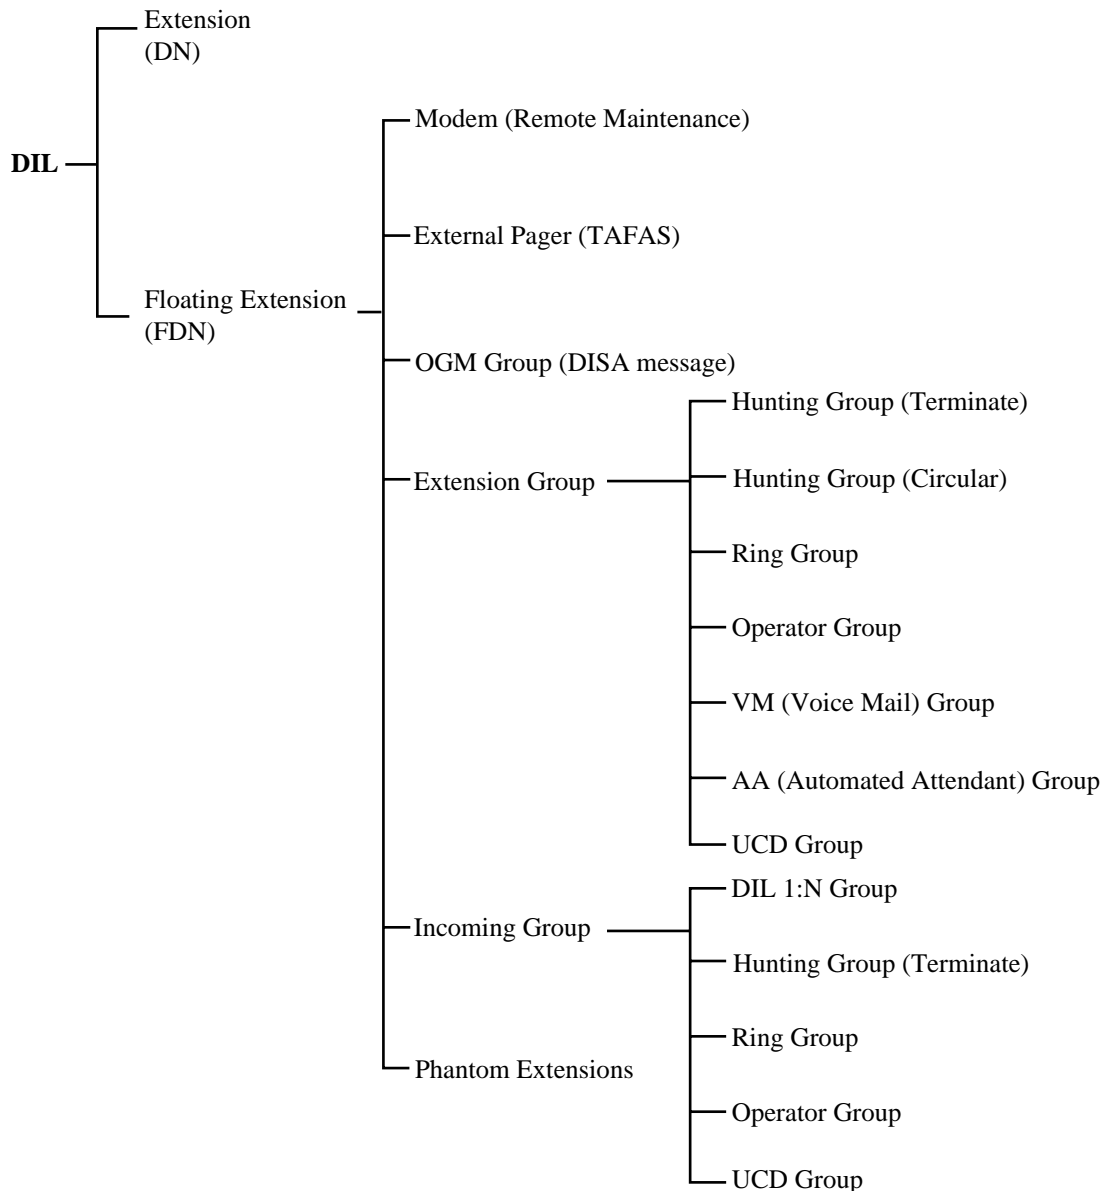 Extension
(DN)
DIL
Floating Extension
(FDN)
Modem (Remote Maintenance)
External Pager (TAFAS)
OGM Group (DISA message)
Extension Group
Hunting Group (Terminate)
Hunting Group (Circular)
Ring Group
Operator Group
VM (Voice Mail) Group
AA (Automated Attendant) Group
UCD Group
Incoming Group
DIL 1:N Group
Hunting Group (Terminate)
Ring Group
Operator Group
UCD Group
Phantom Extensions